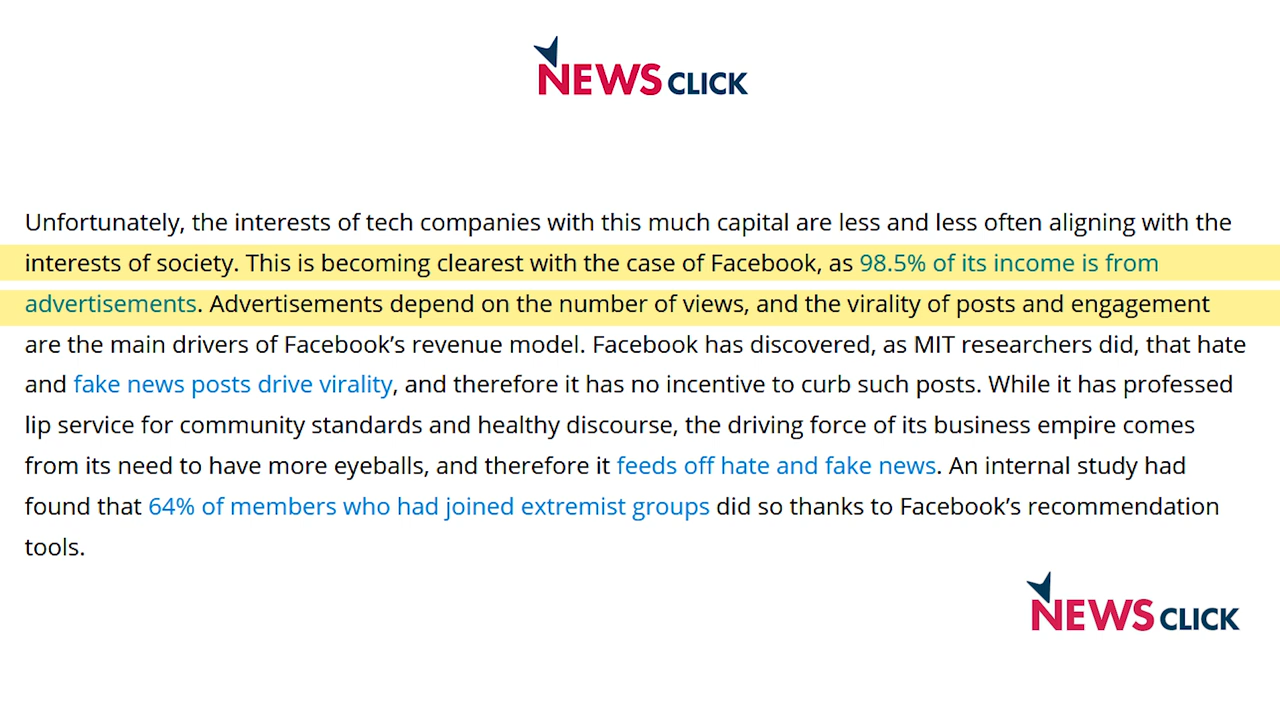 NEWSCLICK
Unfortunately, the interests of tech companies with this much capital are less and less often aligning with the
interests of society. This is becoming clearest with the case of Facebook, as 98.5% of its income is from
advertisements. Advertisements depend on the number of views, and the virality of posts and engagement
are the main drivers of Facebook’s revenue model. Facebook has discovered, as MIT researchers did, that hate
and fake news posts drive virality, and therefore it has no incentive to curb such posts. While it has professed
lip service for community standards and healthy discourse, the driving force of its business empire comes
from its need to have more eyeballs, and therefore it feeds off hate and fake news. An internal study had
found that 64% of members who had joined extremist groups did so thanks to Facebook’s recommendation
tools.
NEWSCLICK